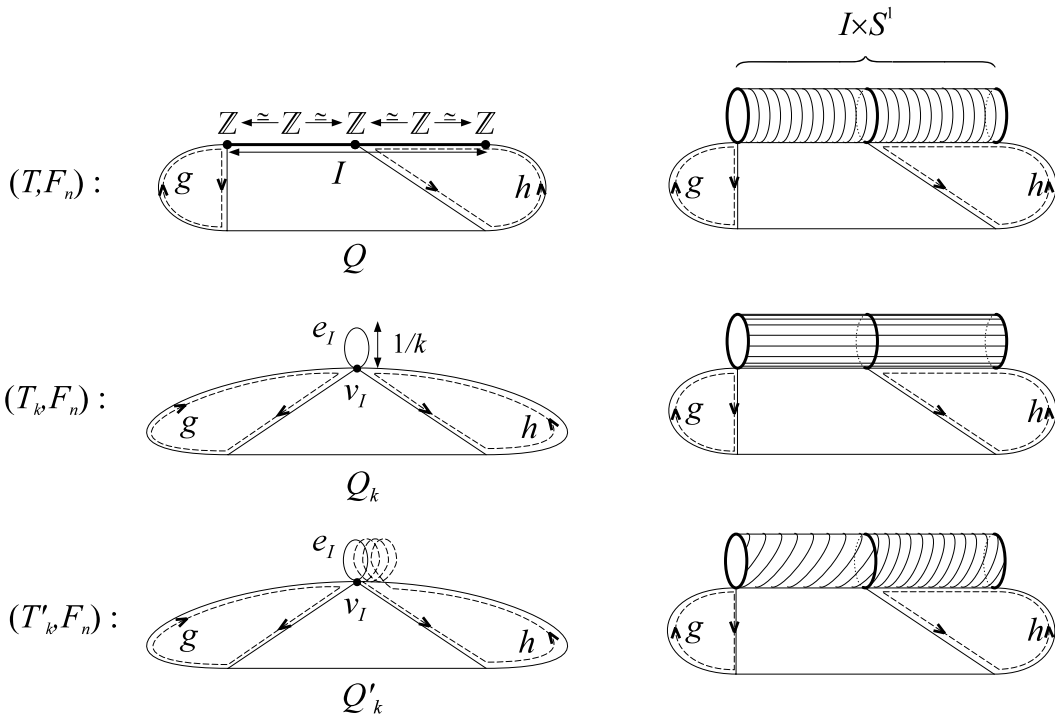 I×S¹
ℤ ≃ ℤ ≃ ℤ ≃ ℤ ≃ ℤ
(T,Fₙ) :
g
I
h
g
h
Q
e_I
1/k
(T_k,Fₙ) :
g
v_I
h
g
h
Q_k
e_I
(T′_k,Fₙ) :
g
v_I
h
g
h
Q′_k